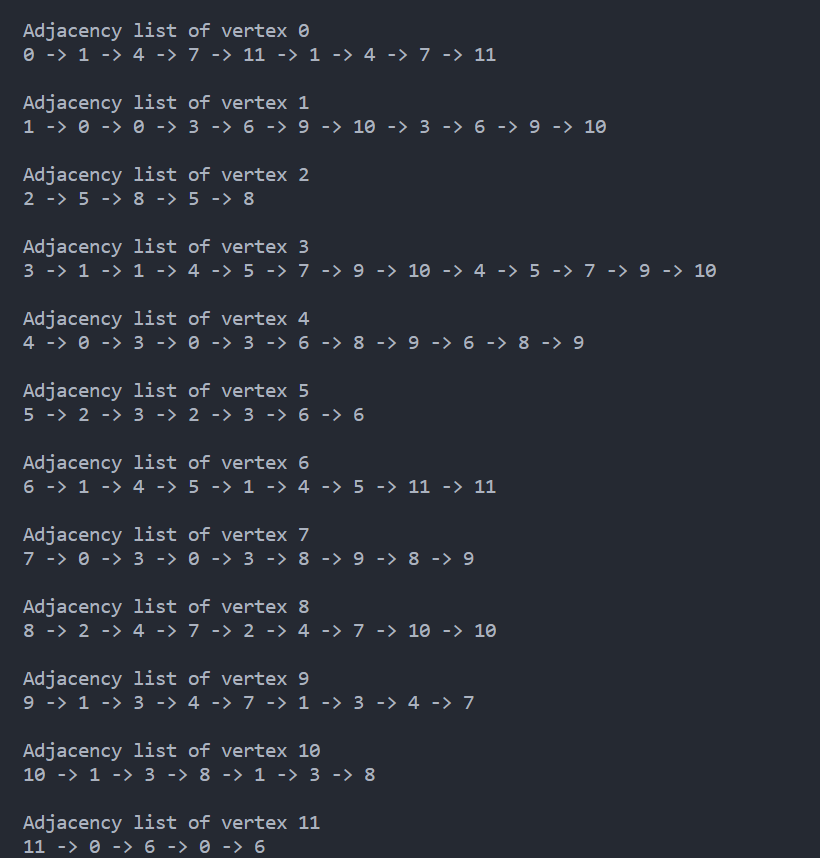 Adjacency list of vertex 0
0 -> 1 -> 4 -> 7 -> 11 -> 1 -> 4 -> 7 -> 11
Adjacency list of vertex 1
1 -> 0 -> 0 -> 3 -> 6 -> 9 -> 10 -> 3 -> 6 -> 9 -> 10
Adjacency list of vertex 2
2 -> 5 -> 8 -> 5 -> 8
Adjacency list of vertex 3
3 -> 1 -> 1 -> 4 -> 5 -> 7 -> 9 -> 10 -> 4 -> 5 -> 7 -> 9 -> 10
Adjacency list of vertex 4
4 -> 0 -> 3 -> 0 -> 3 -> 6 -> 8 -> 9 -> 6 -> 8 -> 9
Adjacency list of vertex 5
5 -> 2 -> 3 -> 2 -> 3 -> 6 -> 6
Adjacency list of vertex 6
6 -> 1 -> 4 -> 5 -> 1 -> 4 -> 5 -> 11 -> 11
Adjacency list of vertex 7
7 -> 0 -> 3 -> 0 -> 3 -> 8 -> 9 -> 8 -> 9
Adjacency list of vertex 8
8 -> 2 -> 4 -> 7 -> 2 -> 4 -> 7 -> 10 -> 10
Adjacency list of vertex 9
9 -> 1 -> 3 -> 4 -> 7 -> 1 -> 3 -> 4 -> 7
Adjacency list of vertex 10
10 -> 1 -> 3 -> 8 -> 1 -> 3 -> 8
Adjacency list of vertex 11
11 -> 0 -> 6 -> 0 -> 6